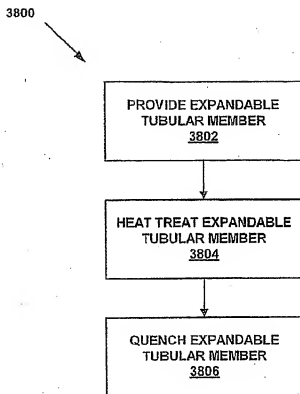 3800
PROVIDE EXPANDABLE
TUBULAR MEMBER
3802
HEAT TREAT EXPANDABLE
TUBULAR MEMBER
3804
QUENCH EXPANDABLE
TUBULAR MEMBER
3806